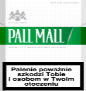 PALL MALL/
Palenie poważnie
szkodzi Tobie
i osobom w Twoim
otoczeniu